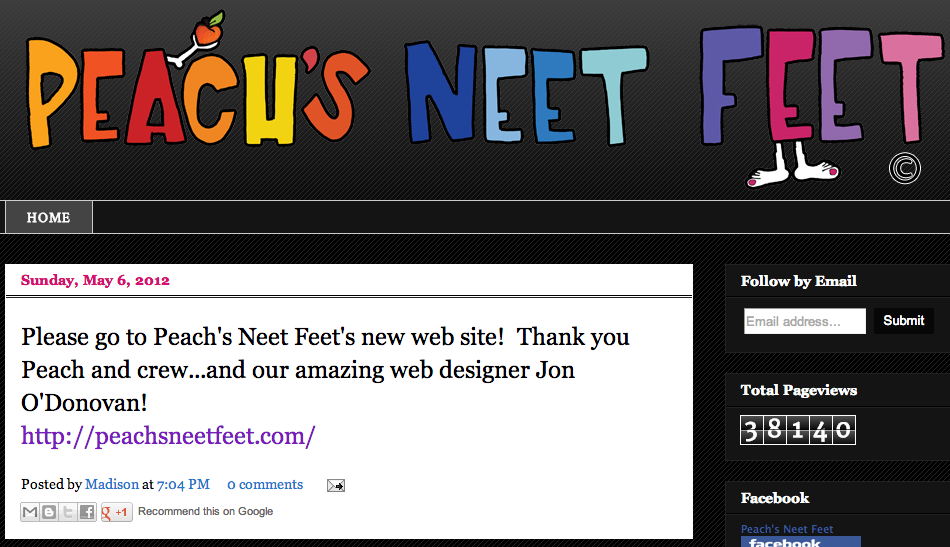 PEACH'S NEET FEET ©
HOME
Sunday, May 6, 2012
Please go to Peach's Neet Feet's new web site!  Thank you
Peach and crew...and our amazing web designer Jon
O'Donovan!
http://peachsneetfeet.com/
Posted by Madison at 7:04 PM 0 comments
g +1 Recommend this on Google
Follow by Email
Email address... Submit
Total Pageviews
38140
Facebook
Peach's Neet Feet
facebook